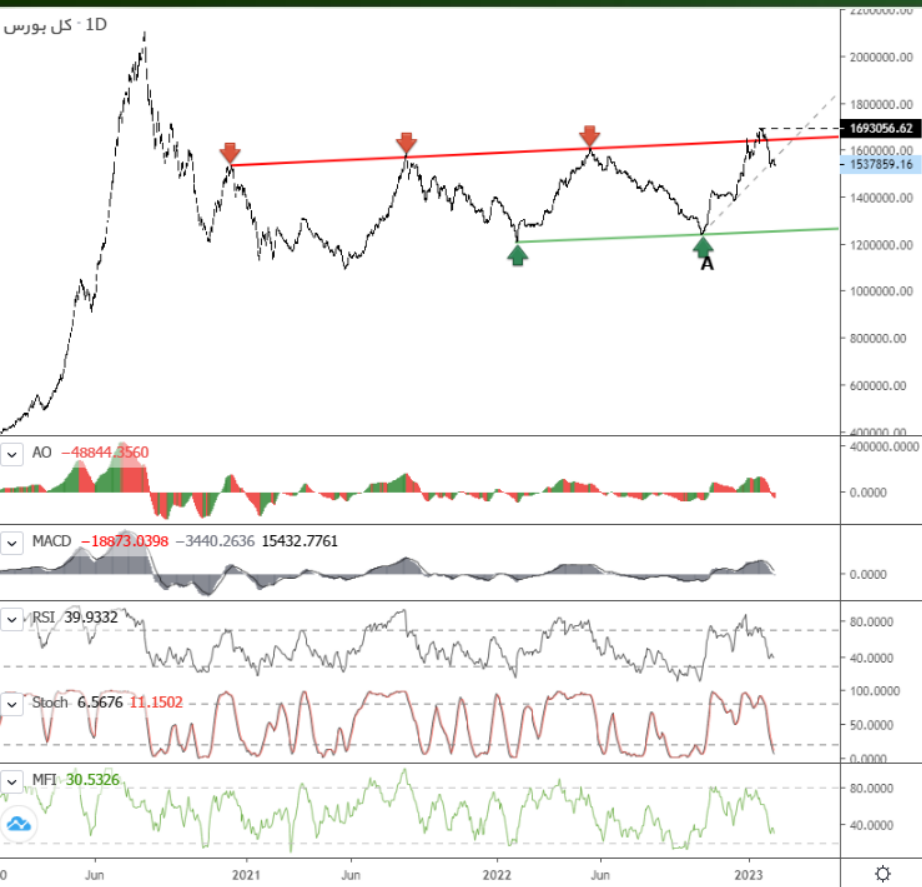 کل بورس · 1D
2200000.00
2000000.00
1800000.00
1693056.62
1600000.00
1537859.16
1400000.00
1200000.00
A
1000000.00
800000.00
600000.00
400000.00
AO −48844.3560
400000.0000
0.0000
MACD −18873.0398 −3440.2636 15432.7761
0.0000
RSI 39.9332
80.0000
40.0000
Stoch 6.5676 11.1502
100.0000
50.0000
0.0000
MFI 30.5326
80.0000
40.0000
0 Jun 2021 Jun 2022 Jun 2023